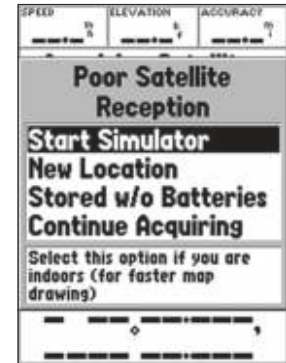 SPEED ELEVATION ACCURACY
Poor Satellite
Reception
Start Simulator
New Location
Stored w/o Batteries
Continue Acquiring
Select this option if you are
indoors (for faster map
drawing)